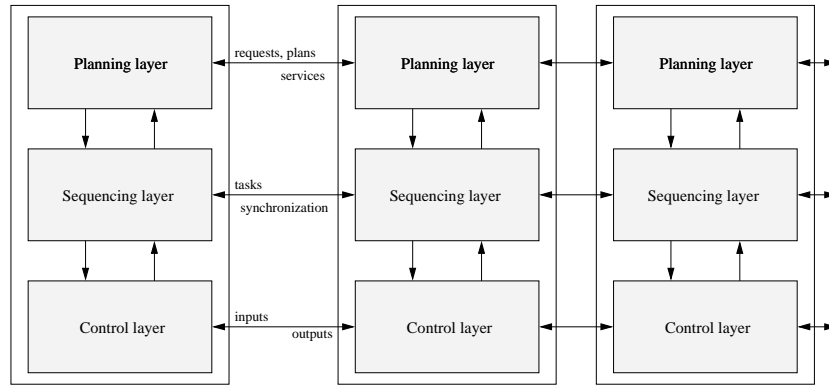 Planning layer
requests, plans
services
Planning layer
Planning layer
Sequencing layer
tasks
synchronization
Sequencing layer
Sequencing layer
Control layer
inputs
outputs
Control layer
Control layer